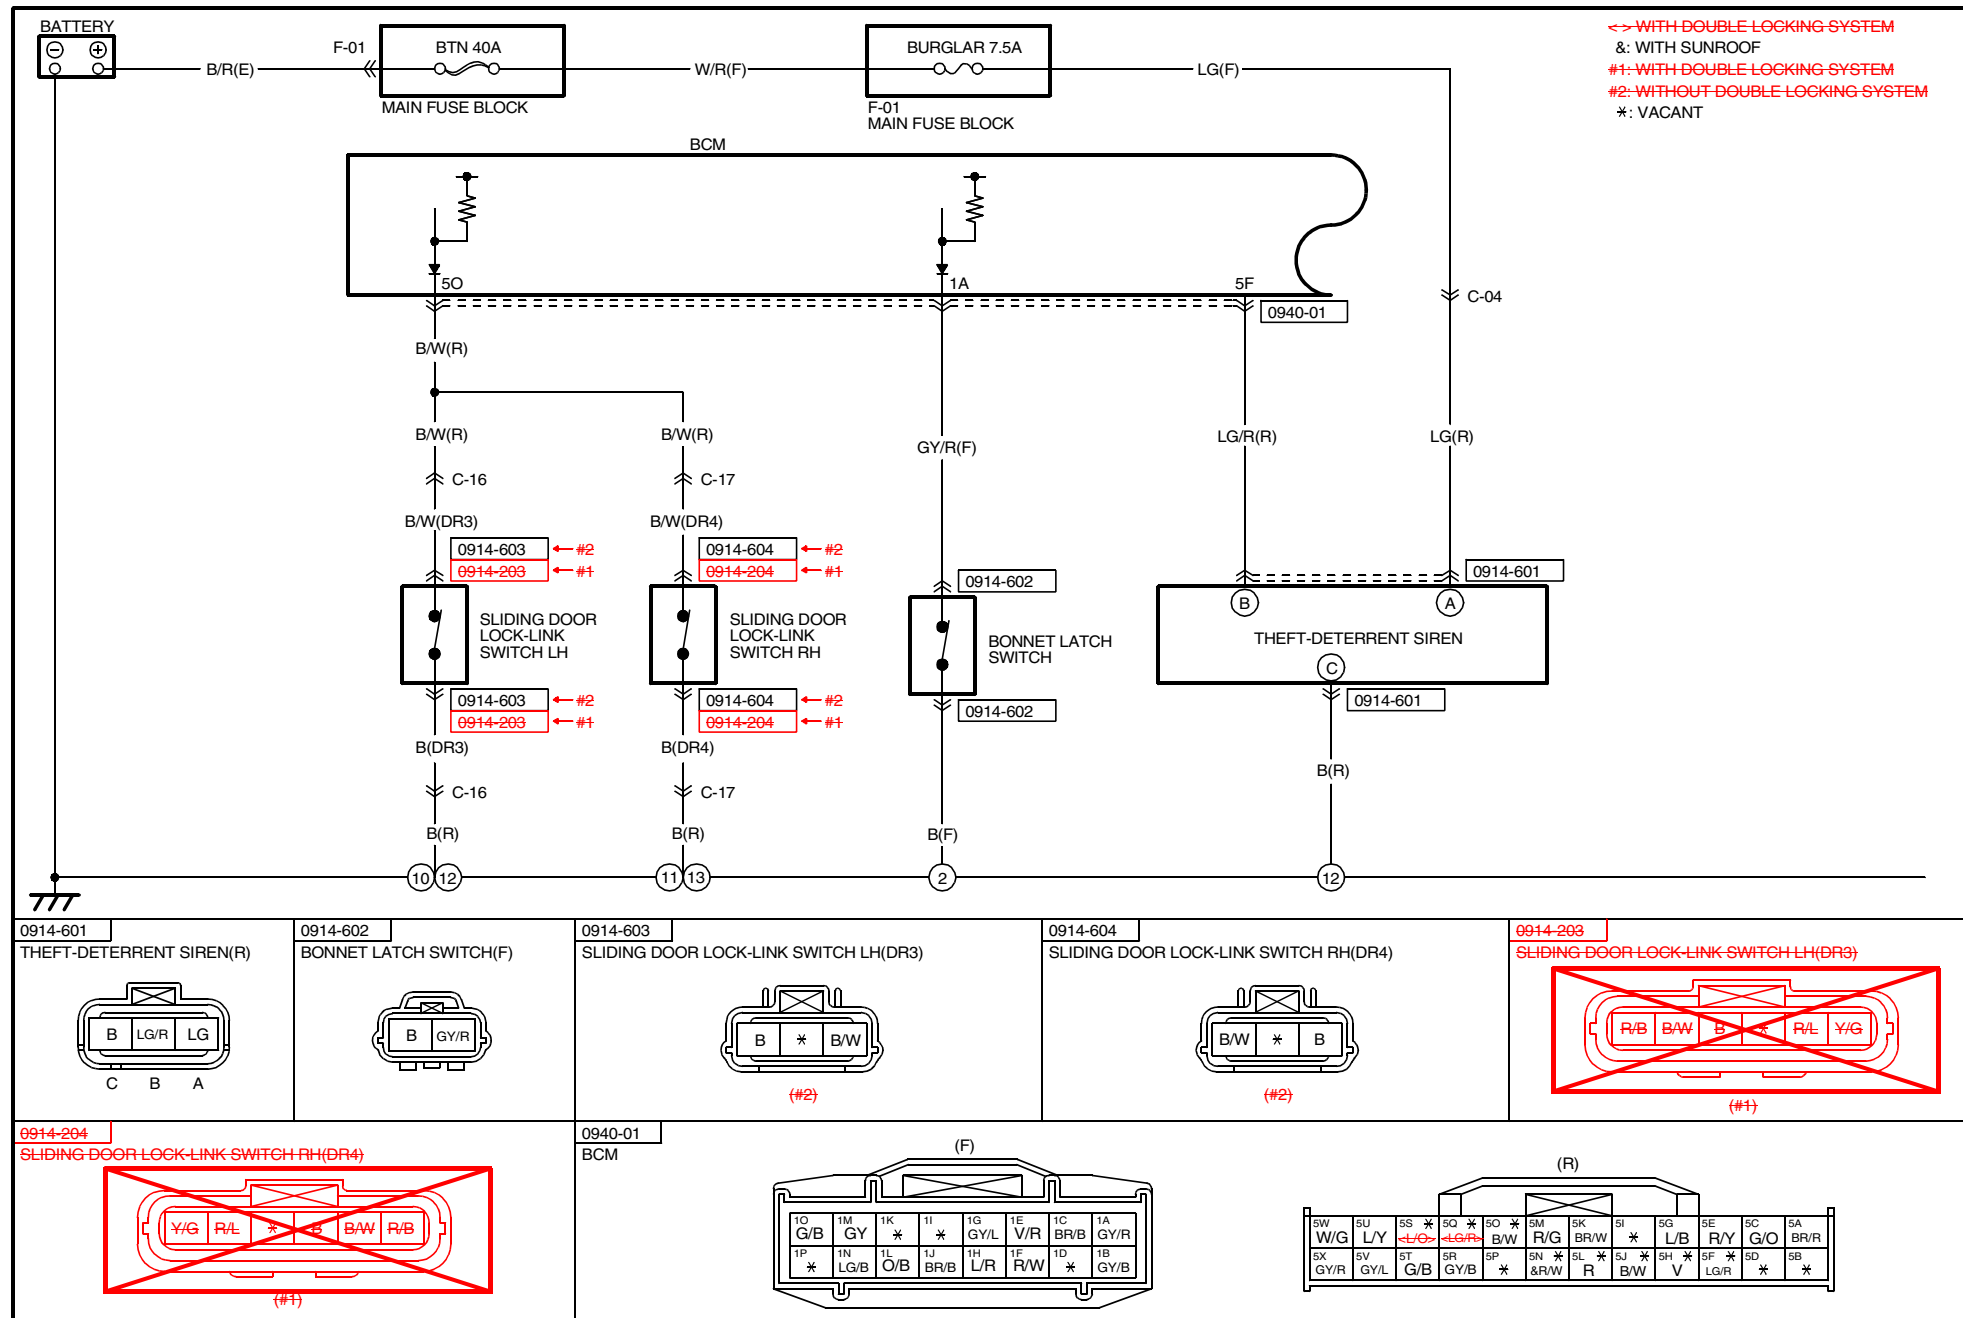 BATTERY
F-01
BTN 40A
BURGLAR 7.5A
B/R(E)
W/R(F)
LG(F)
MAIN FUSE BLOCK
F-01
MAIN FUSE BLOCK
<> WITH DOUBLE LOCKING SYSTEM
&: WITH SUNROOF
#1: WITH DOUBLE LOCKING SYSTEM
#2: WITHOUT DOUBLE LOCKING SYSTEM
*: VACANT
BCM
5O
1A
5F
0940-01
C-04
B/W(R)
B/W(R)
B/W(R)
GY/R(F)
LG/R(R)
LG(R)
C-16
C-17
B/W(DR3)
B/W(DR4)
0914-603 #2
0914-203 #1
0914-604 #2
0914-204 #1
0914-602
0914-601
SLIDING DOOR
LOCK-LINK
SWITCH LH
SLIDING DOOR
LOCK-LINK
SWITCH RH
BONNET LATCH
SWITCH
B
A
THEFT-DETERRENT SIREN
C
0914-603 #2
0914-203 #1
0914-604 #2
0914-204 #1
0914-602
0914-601
B(DR3)
B(DR4)
B(R)
C-16
C-17
B(R)
B(R)
B(F)
10 12
11 13
2
12
0914-601
THEFT-DETERRENT SIREN(R)
B LG/R LG
C B A
0914-602
BONNET LATCH SWITCH(F)
B GY/R
0914-603
SLIDING DOOR LOCK-LINK SWITCH LH(DR3)
B * B/W
(#2)
0914-604
SLIDING DOOR LOCK-LINK SWITCH RH(DR4)
B/W * B
(#2)
0914-203
SLIDING DOOR LOCK-LINK SWITCH LH(DR3)
R/B B/W B * R/L Y/G
(#1)
0914-204
SLIDING DOOR LOCK-LINK SWITCH RH(DR4)
Y/G R/L * B B/W R/B
(#1)
0940-01
BCM
(F)
1O 1M 1K 1I 1G 1E 1C 1A
G/B GY * * GY/L V/R BR/B GY/R
1P 1N 1L 1J 1H 1F 1D 1B
* LG/B O/B BR/B L/R R/W * GY/B
(R)
5W 5U 5S * 5Q * 5O * 5M 5K 5I 5G 5E 5C 5A
W/G L/Y <L/O> <LG/R> B/W R/G BR/W * L/B R/Y G/O BR/R
5X 5V 5T 5R 5P 5N * 5L * 5J * 5H * 5F * 5D 5B
GY/R GY/L G/B GY/B * &R/W R B/W V LG/R * *